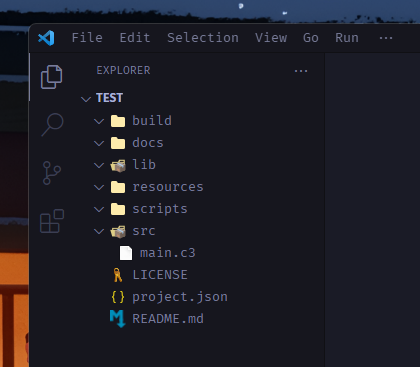 File Edit Selection View Go Run ···
EXPLORER ···
TEST
build
docs
lib
resources
scripts
src
main.c3
LICENSE
{} project.json
README.md